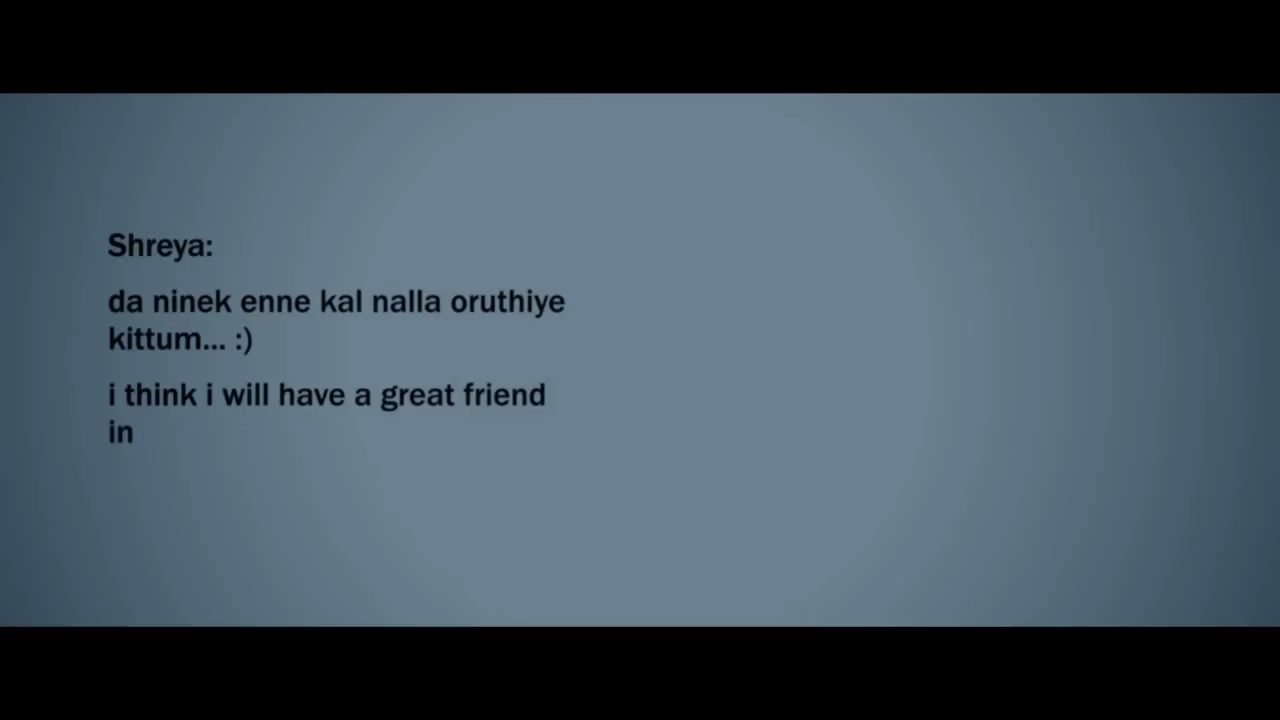 Shreya:
da ninek enne kal nalla oruthiye
kittum... :)
i think i will have a great friend
in